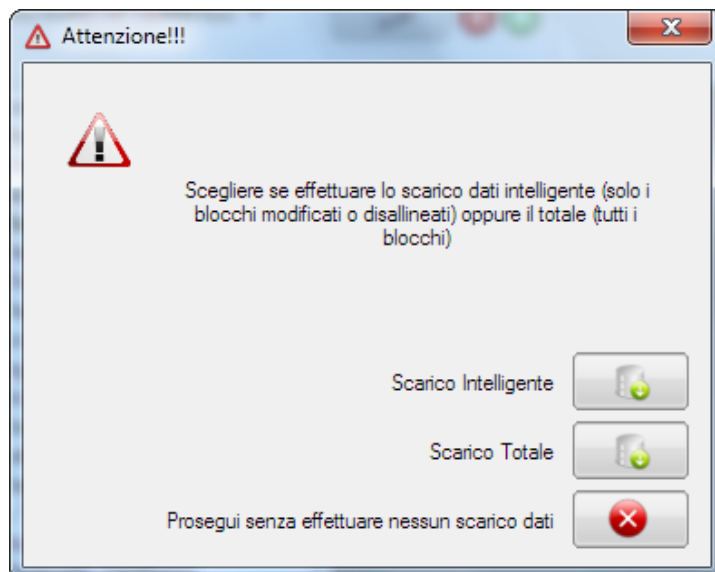 Attenzione!!!
Scegliere se effettuare lo scarico dati intelligente (solo i
blocchi modificati o disallineati) oppure il totale (tutti i
blocchi)
Scarico Intelligente
Scarico Totale
Prosegui senza effettuare nessun scarico dati